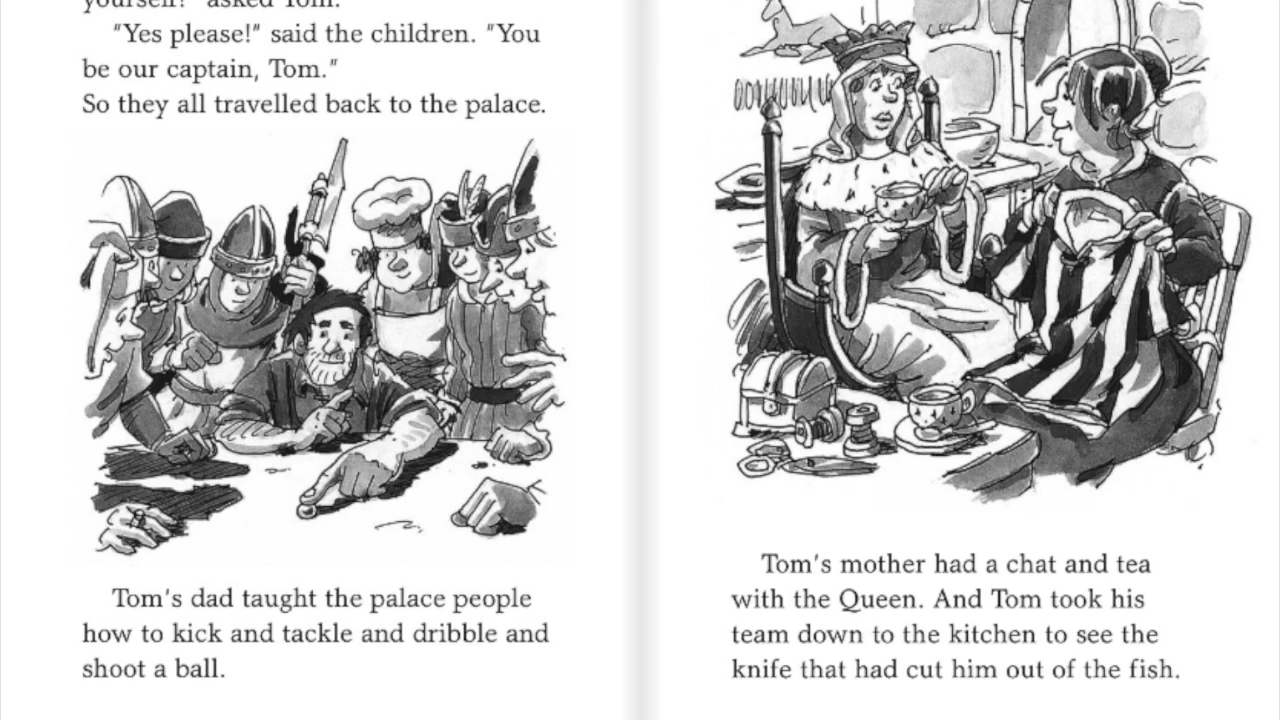 yourself?" asked Tom.
"Yes please!" said the children. "You
be our captain, Tom."
So they all travelled back to the palace.
Tom's dad taught the palace people
how to kick and tackle and dribble and
shoot a ball.
Tom's mother had a chat and tea
with the Queen. And Tom took his
team down to the kitchen to see the
knife that had cut him out of the fish.